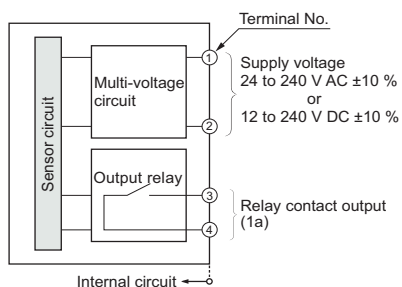 Terminal No.
1
Multi-voltage
circuit
Supply voltage
24 to 240 V AC ±10 %
or
12 to 240 V DC ±10 %
2
Sensor circuit
Output relay
3
4
Relay contact output
(1a)
Internal circuit